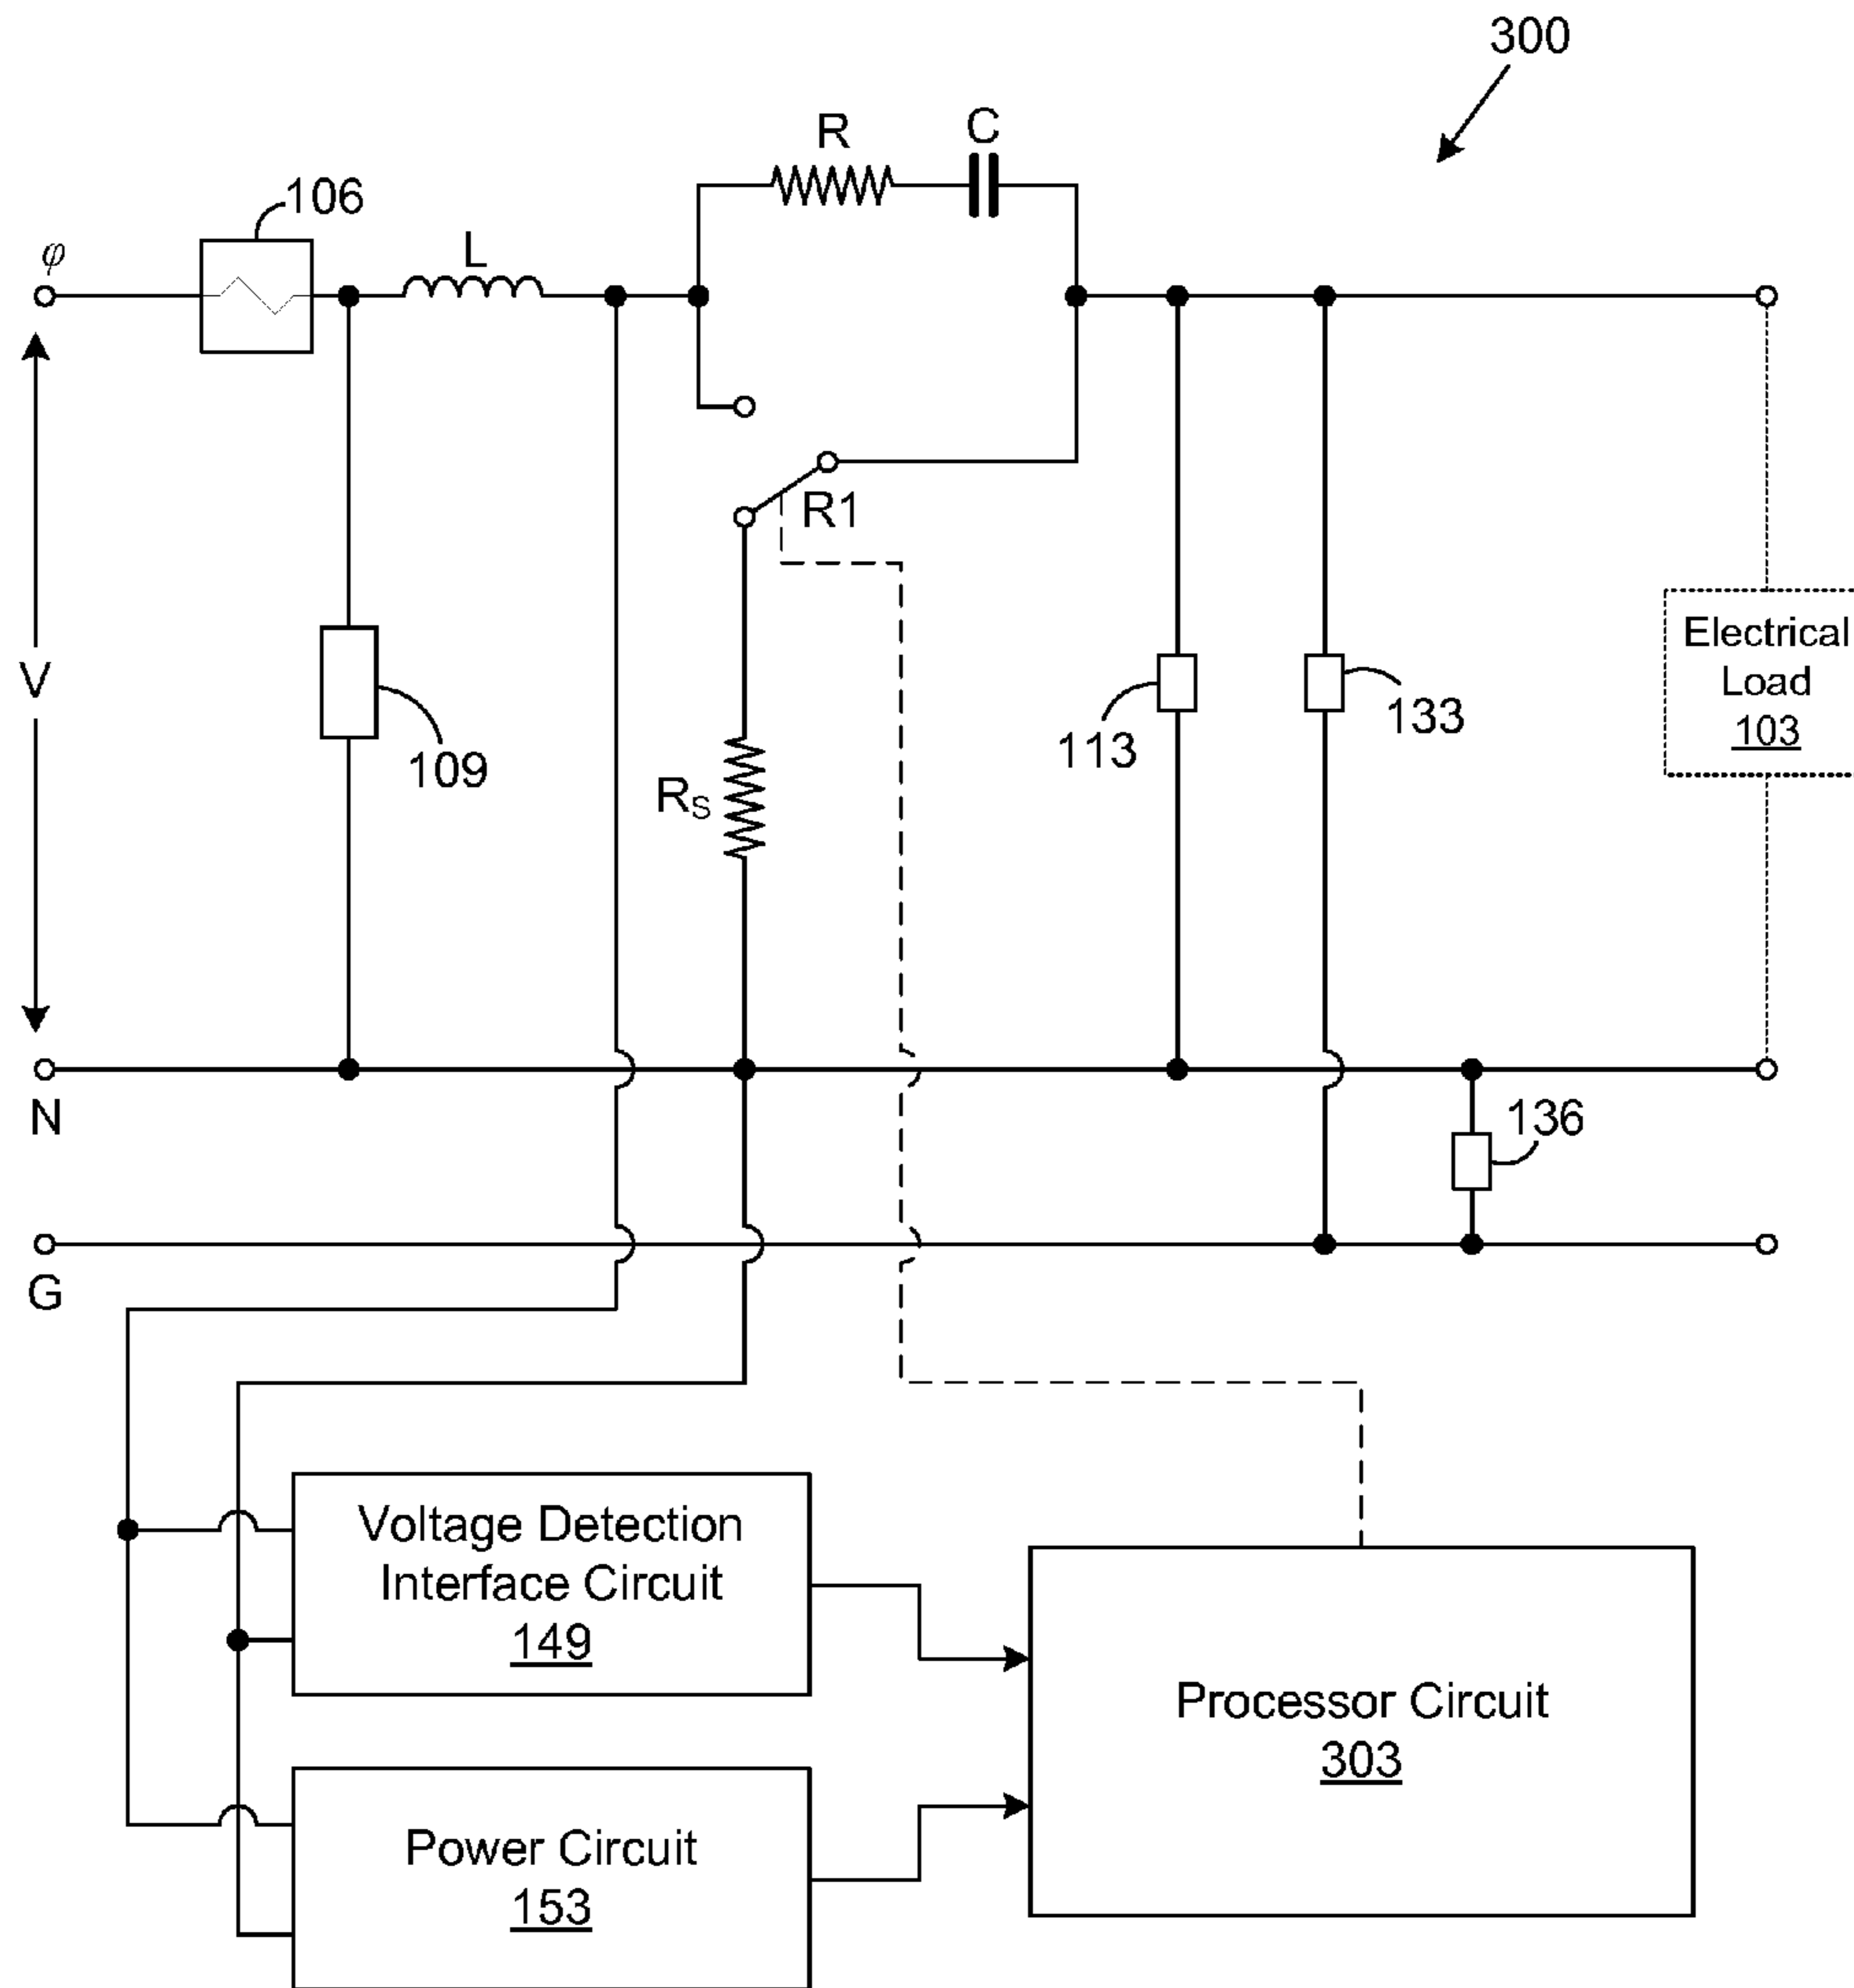 300
R
C
106
φ
L
R1
V
109
RS
113
133
Electrical
Load
103
N
136
G
Voltage Detection
Interface Circuit
149
Processor Circuit
303
Power Circuit
153